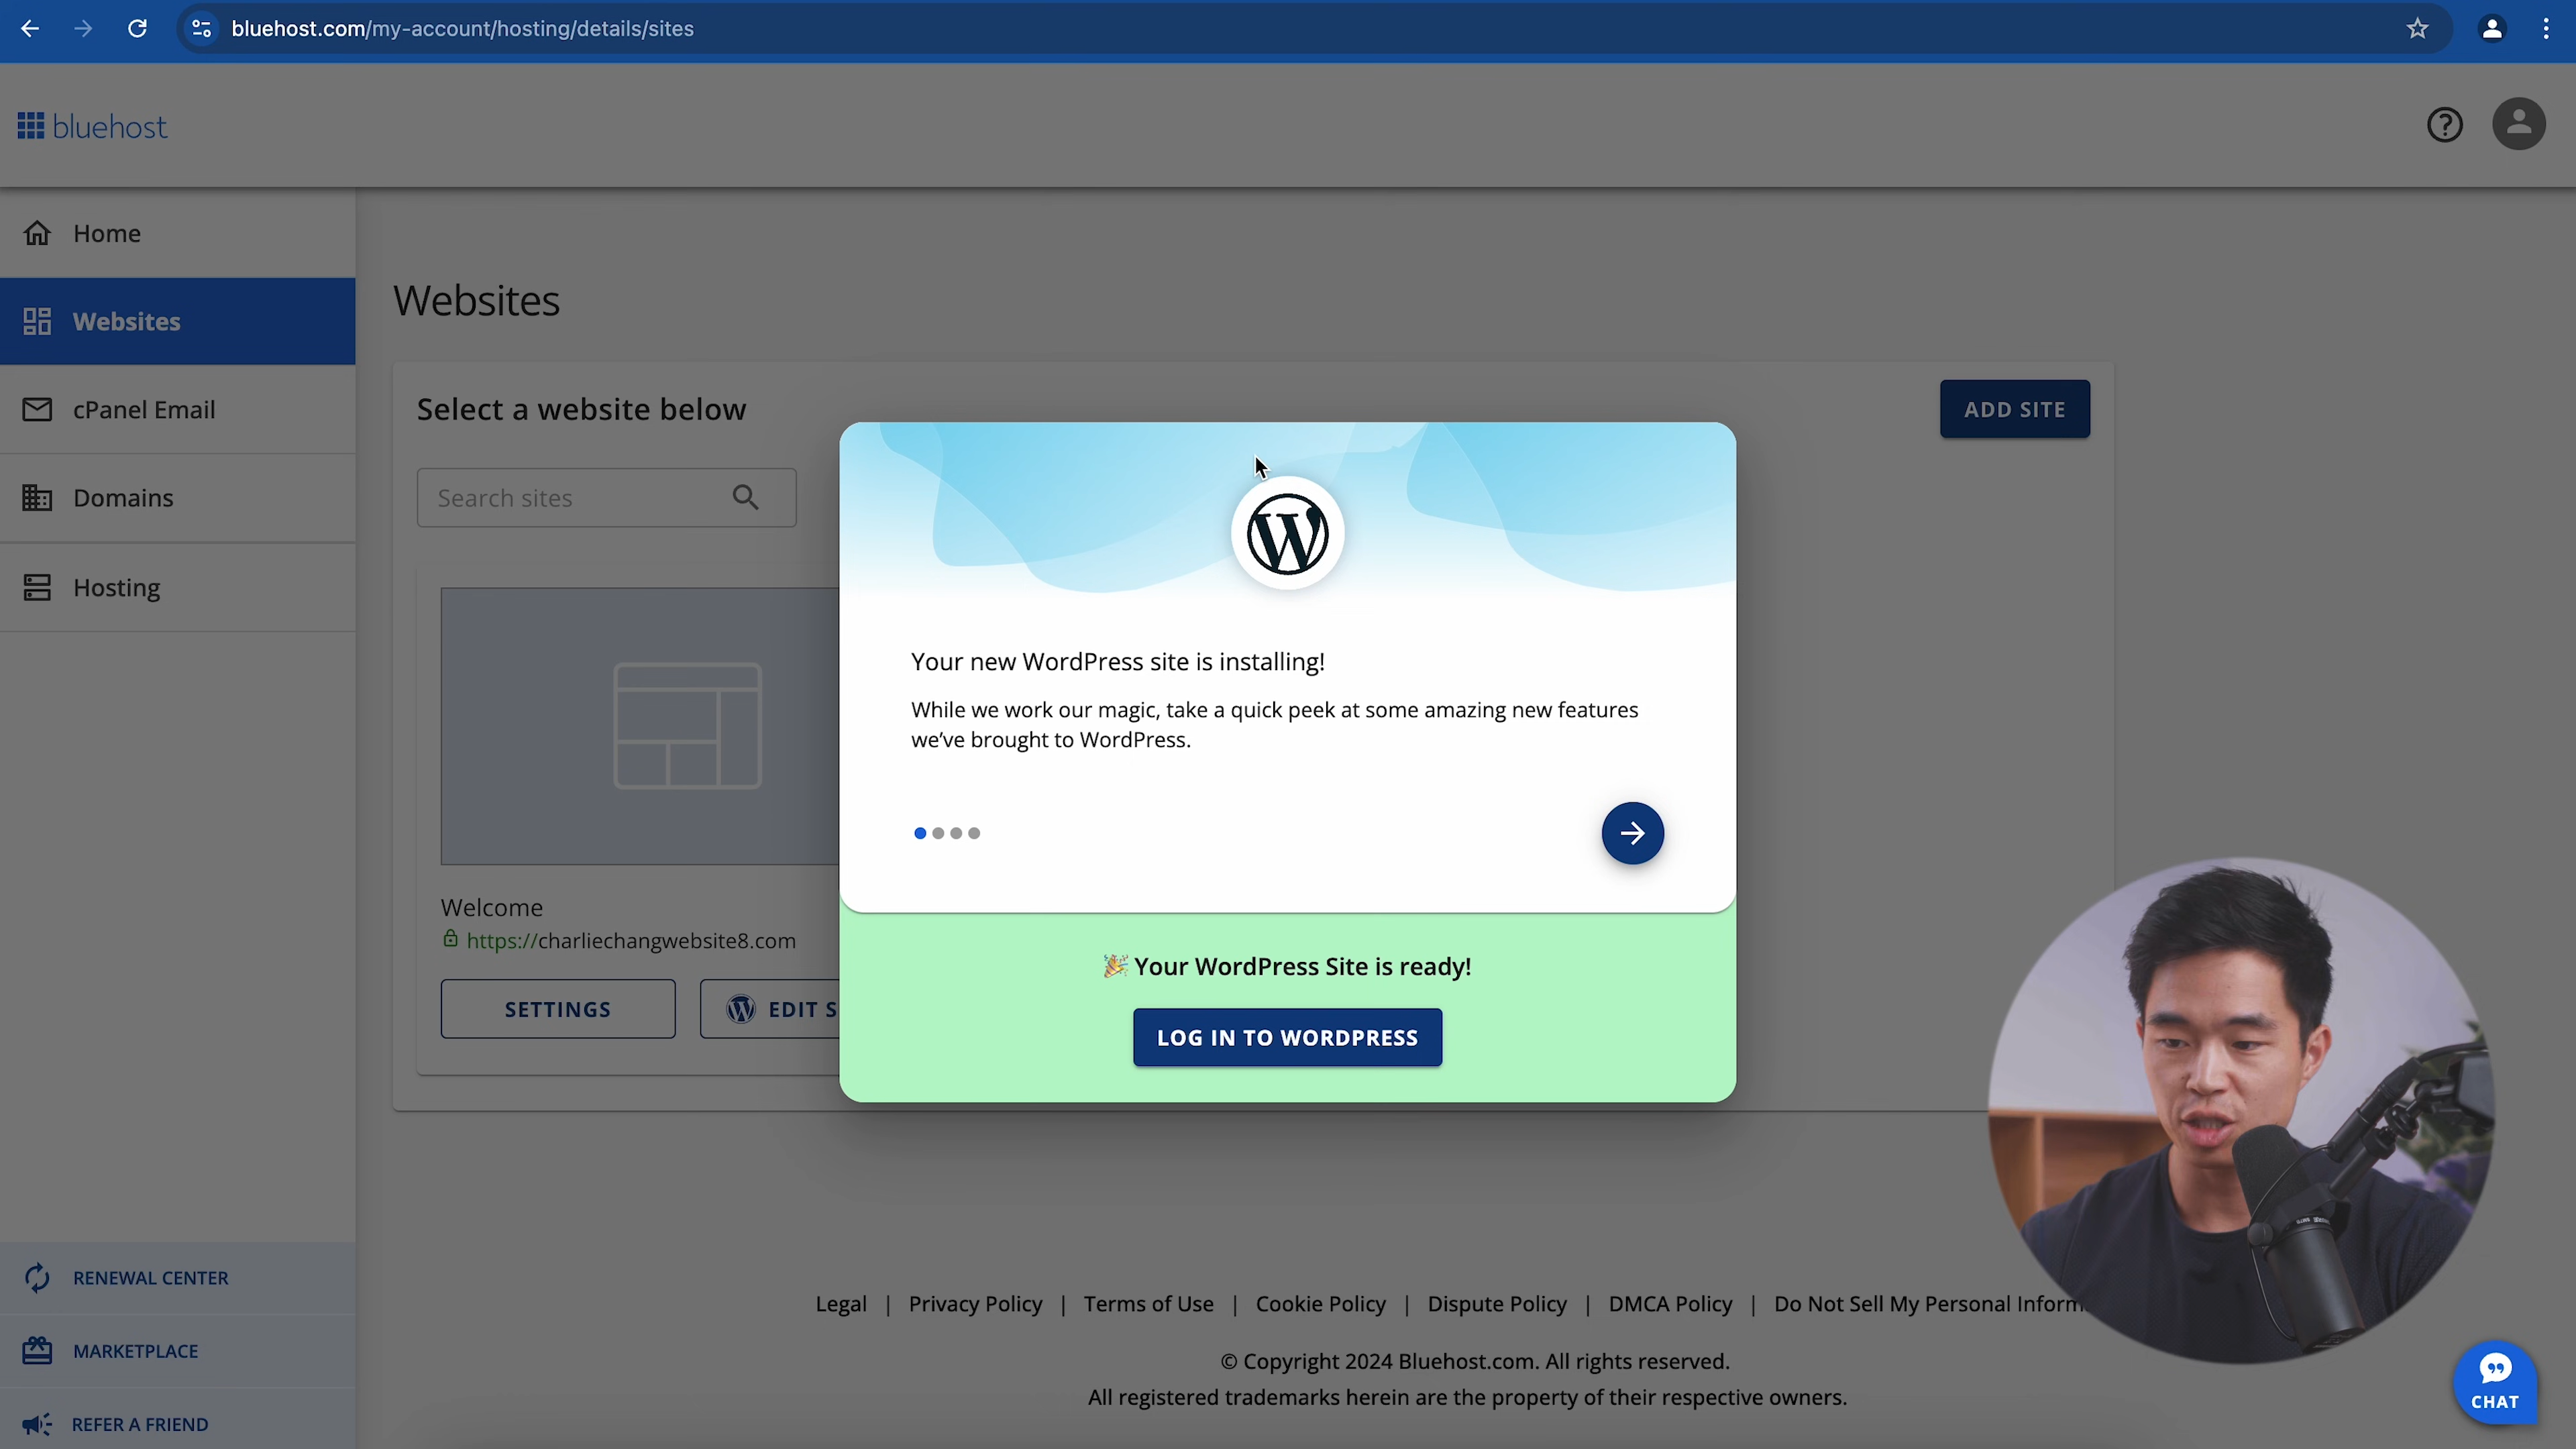 bluehost.com/my-account/hosting/details/sites
bluehost
Home
Websites
cPanel Email
Domains
Hosting
RENEWAL CENTER
MARKETPLACE
REFER A FRIEND
Websites
Select a website below
ADD SITE
Search sites
Welcome
https://charliechangwebsite8.com
SETTINGS
EDIT S
Your new WordPress site is installing!
While we work our magic, take a quick peek at some amazing new features
we’ve brought to WordPress.
🎉 Your WordPress Site is ready!
LOG IN TO WORDPRESS
Legal | Privacy Policy | Terms of Use | Cookie Policy | Dispute Policy | DMCA Policy | Do Not Sell My Personal Inform
© Copyright 2024 Bluehost.com. All rights reserved.
All registered trademarks herein are the property of their respective owners.
CHAT